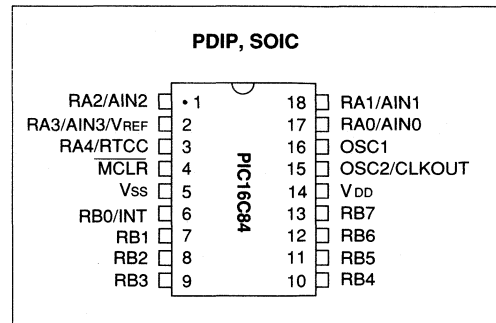 PDIP, SOIC
RA2/AIN2 • 1 18 RA1/AIN1
RA3/AIN3/VREF 2 17 RA0/AIN0
RA4/RTCC 3 16 OSC1
MCLR 4 15 OSC2/CLKOUT
VSS 5 14 VDD
RB0/INT 6 13 RB7
RB1 7 12 RB6
RB2 8 11 RB5
RB3 9 10 RB4
PIC16C84